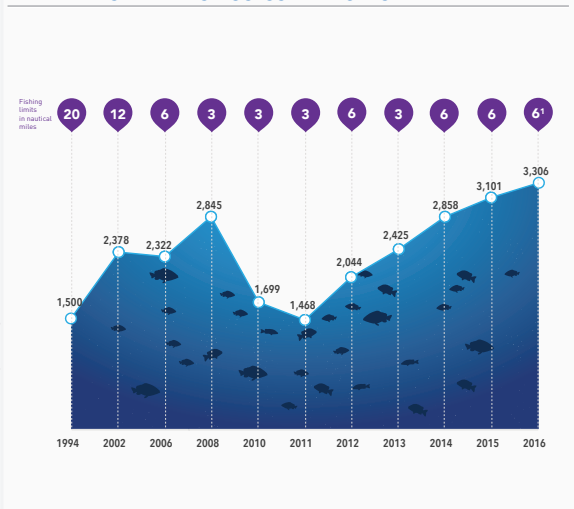 Fishing
limits
in nautical
miles
20 12 6 3 3 3 6 3 6 6 6¹
3,306
3,101
2,845 2,858
2,378 2,322 2,425
2,044
1,500 1,699 1,468
1994 2002 2006 2008 2010 2011 2012 2013 2014 2015 2016